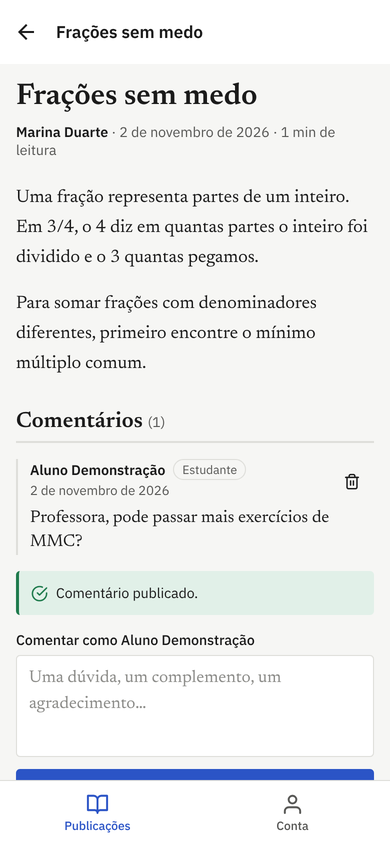 Frações sem medo
Frações sem medo
Marina Duarte · 2 de novembro de 2026 · 1 min de
leitura
Uma fração representa partes de um inteiro.
Em 3/4, o 4 diz em quantas partes o inteiro foi
dividido e o 3 quantas pegamos.
Para somar frações com denominadores
diferentes, primeiro encontre o mínimo
múltiplo comum.
Comentários (1)
Aluno Demonstração Estudante
2 de novembro de 2026
Professora, pode passar mais exercícios de
MMC?
Comentário publicado.
Comentar como Aluno Demonstração
Uma dúvida, um complemento, um
agradecimento…
Publicações Conta